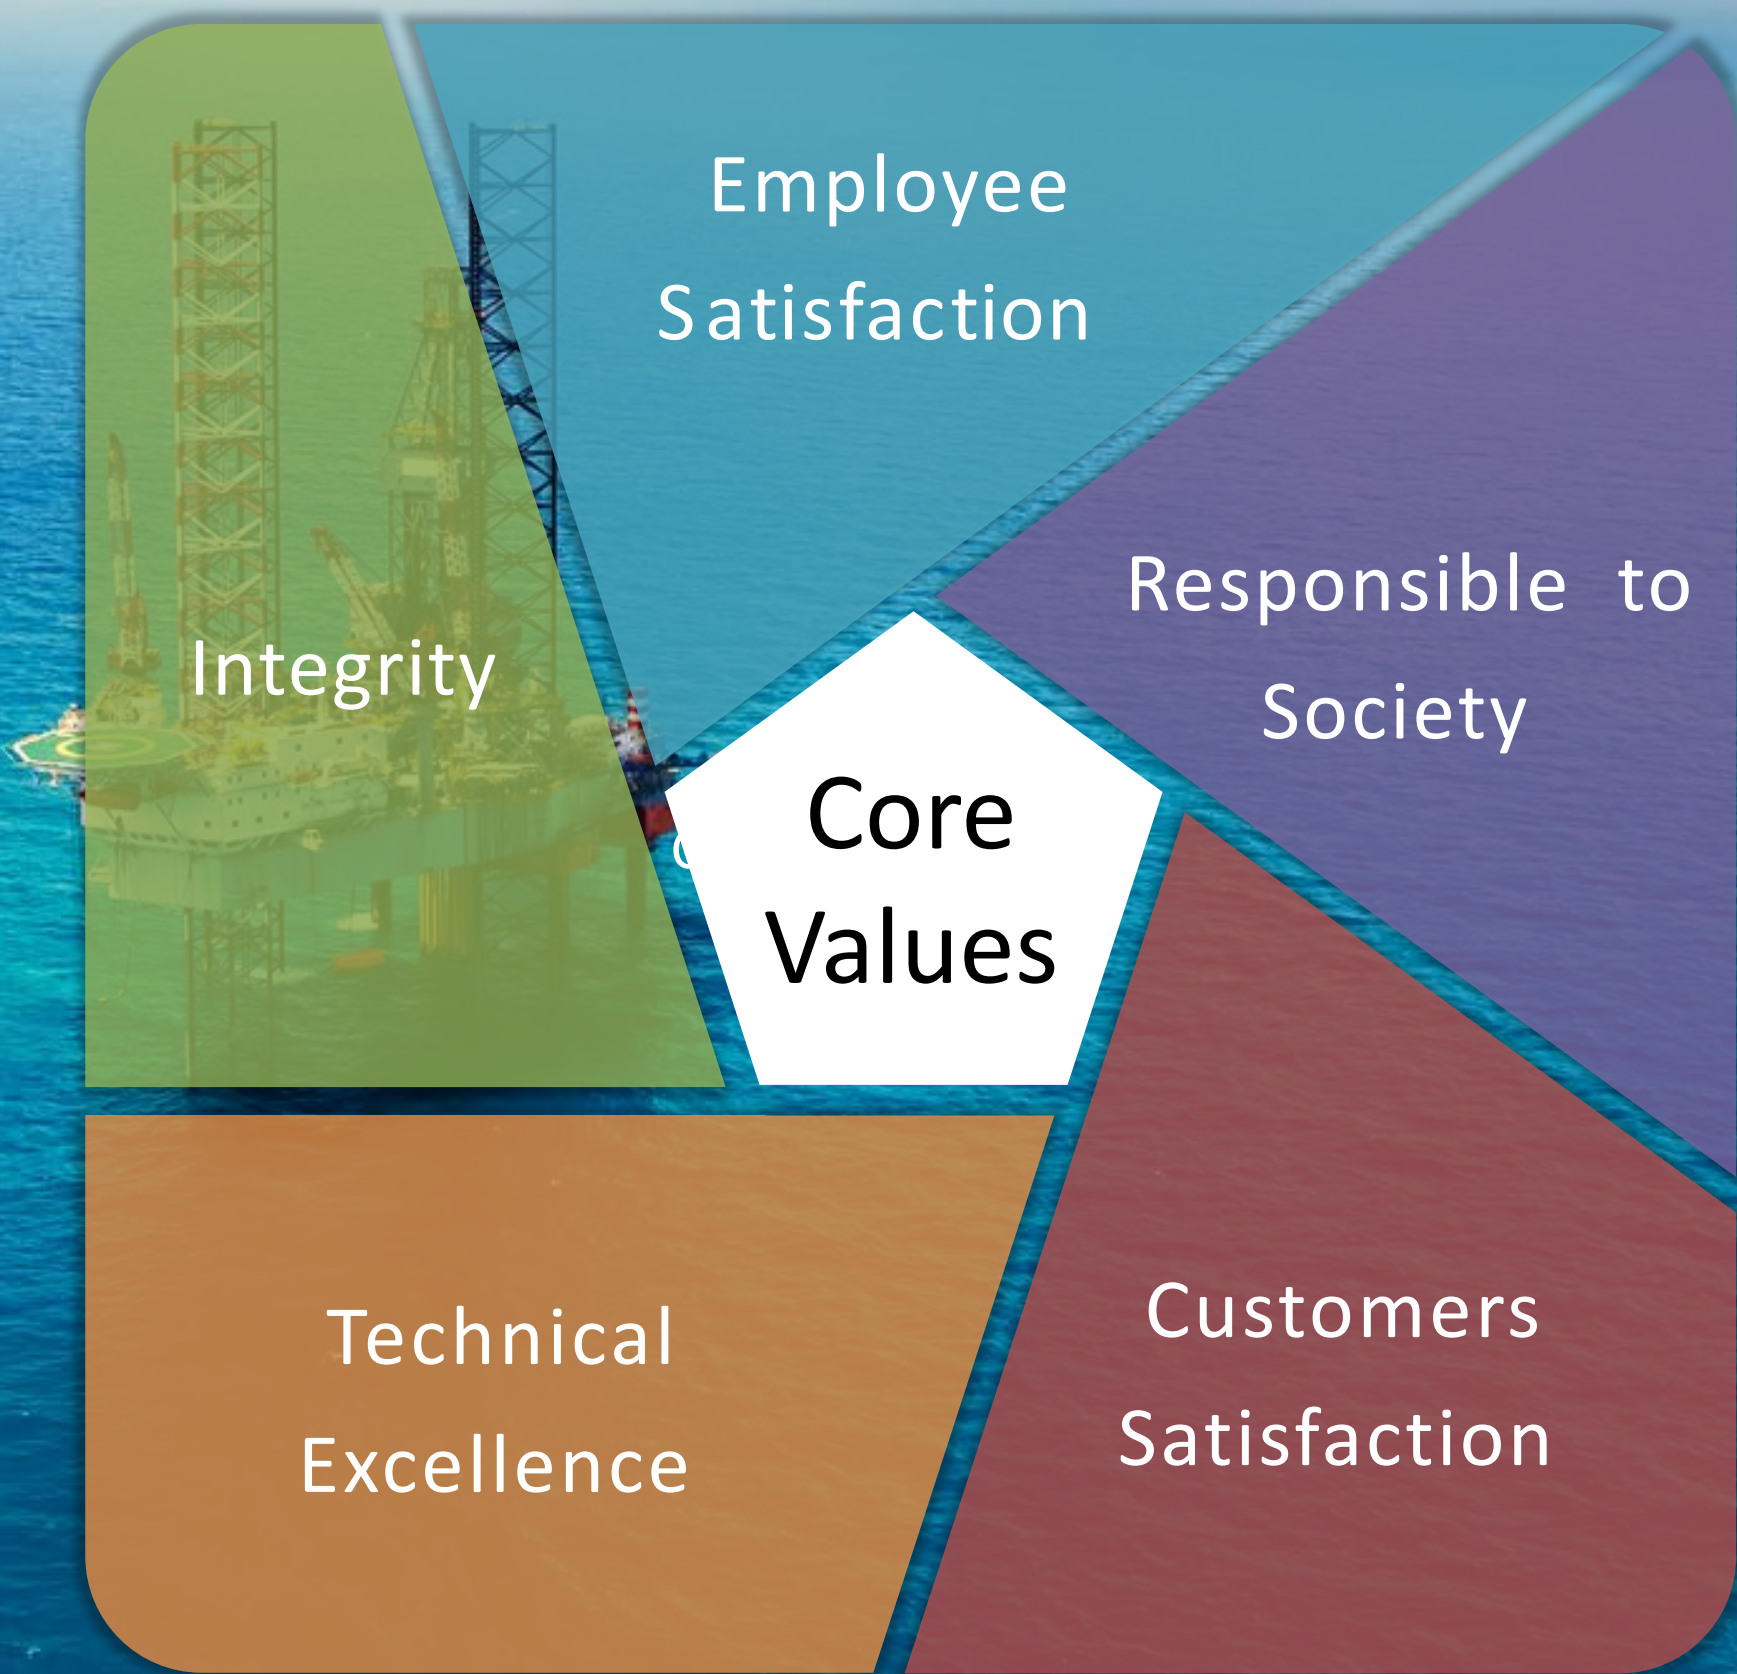 Employee
Satisfaction
Responsible to
Society
Integrity
Core
Values
Technical
Excellence
Customers
Satisfaction